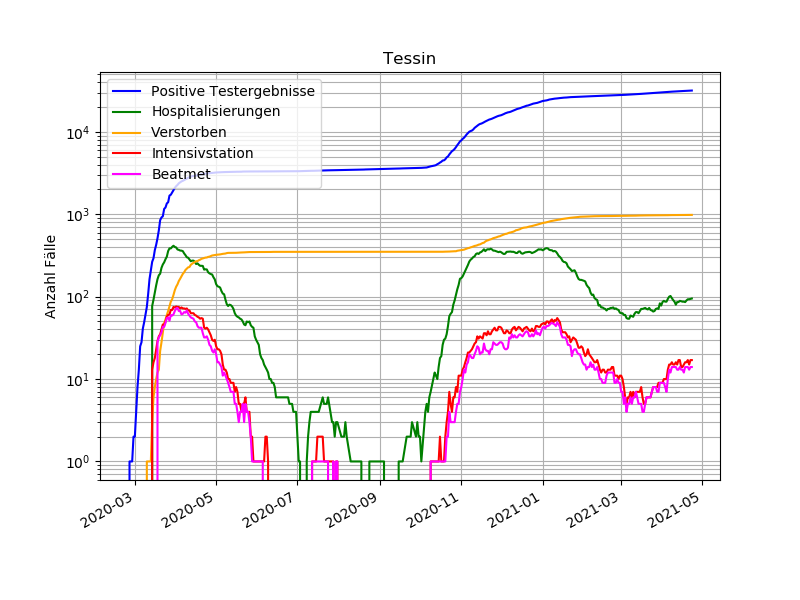 Tessin
Positive Testergebnisse
Hospitalisierungen
Verstorben
Intensivstation
Beatmet
Anzahl Fälle
10^4
10^3
10^2
10^1
10^0
2020-03
2020-05
2020-07
2020-09
2020-11
2021-01
2021-03
2021-05